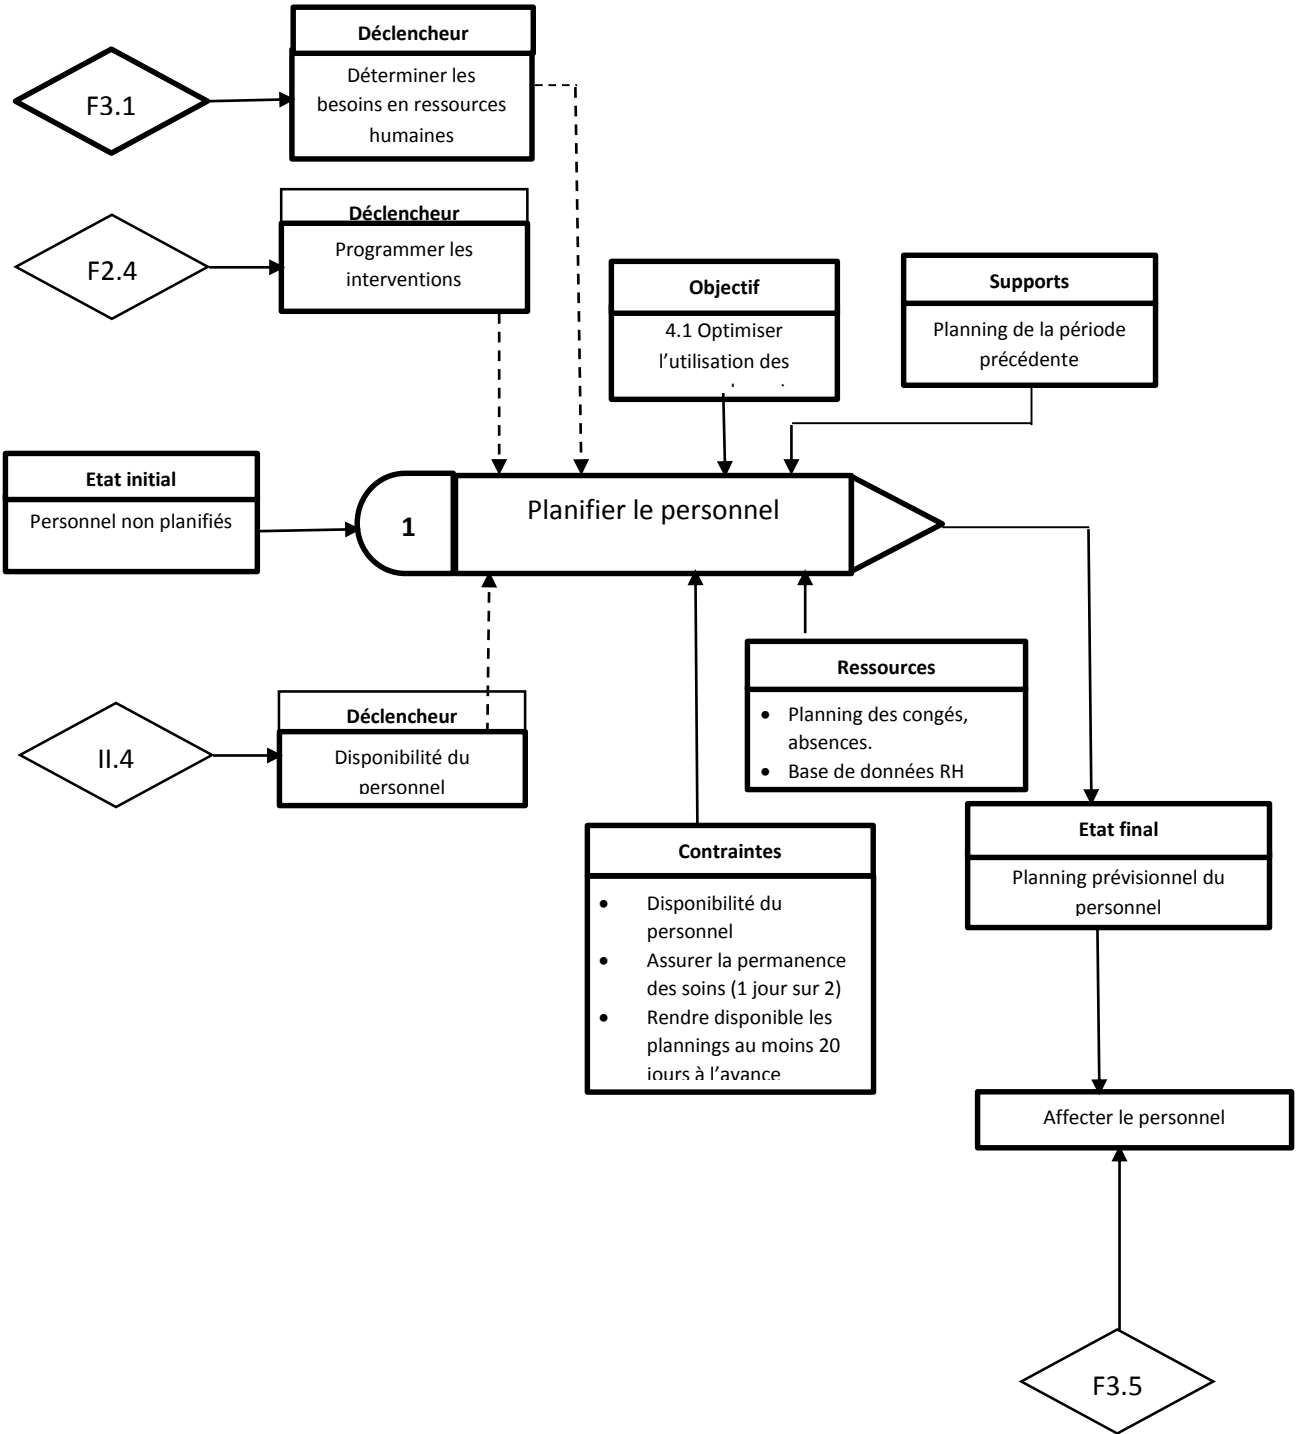 Déclencheur
Déterminer les
besoins en ressources
humaines
F3.1
Déclencheur
Programmer les
interventions
F2.4
Objectif
4.1 Optimiser
l'utilisation des
Supports
Planning de la période
précédente
Etat initial
Personnel non planifiés
1
Planifier le personnel
Ressources
• Planning des congés,
absences.
• Base de données RH
Déclencheur
Disponibilité du
personnel
II.4
Contraintes
• Disponibilité du
personnel
• Assurer la permanence
des soins (1 jour sur 2)
• Rendre disponible les
plannings au moins 20
jours à l'avance
Etat final
Planning prévisionnel du
personnel
Affecter le personnel
F3.5